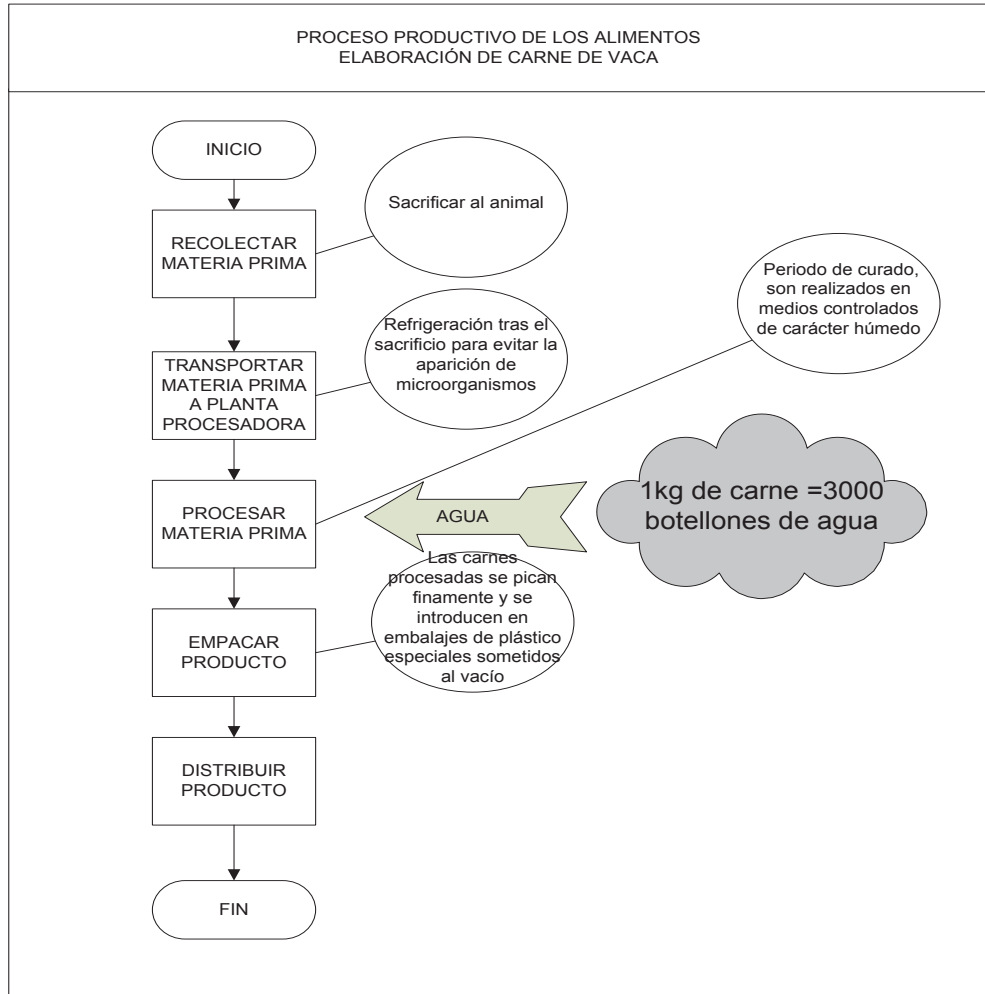 PROCESO PRODUCTIVO DE LOS ALIMENTOS
ELABORACIÓN DE CARNE DE VACA
INICIO
Sacrificar al animal
RECOLECTAR
MATERIA PRIMA
Periodo de curado,
son realizados en
medios controlados
de carácter húmedo
Refrigeración tras el
sacrificio para evitar la
aparición de
microorganismos
TRANSPORTAR
MATERIA PRIMA
A PLANTA
PROCESADORA
1kg de carne =3000
botellones de agua
PROCESAR
MATERIA PRIMA
AGUA
Las carnes
procesadas se pican
finamente y se
introducen en
embalajes de plástico
especiales sometidos
al vacío
EMPACAR
PRODUCTO
DISTRIBUIR
PRODUCTO
FIN